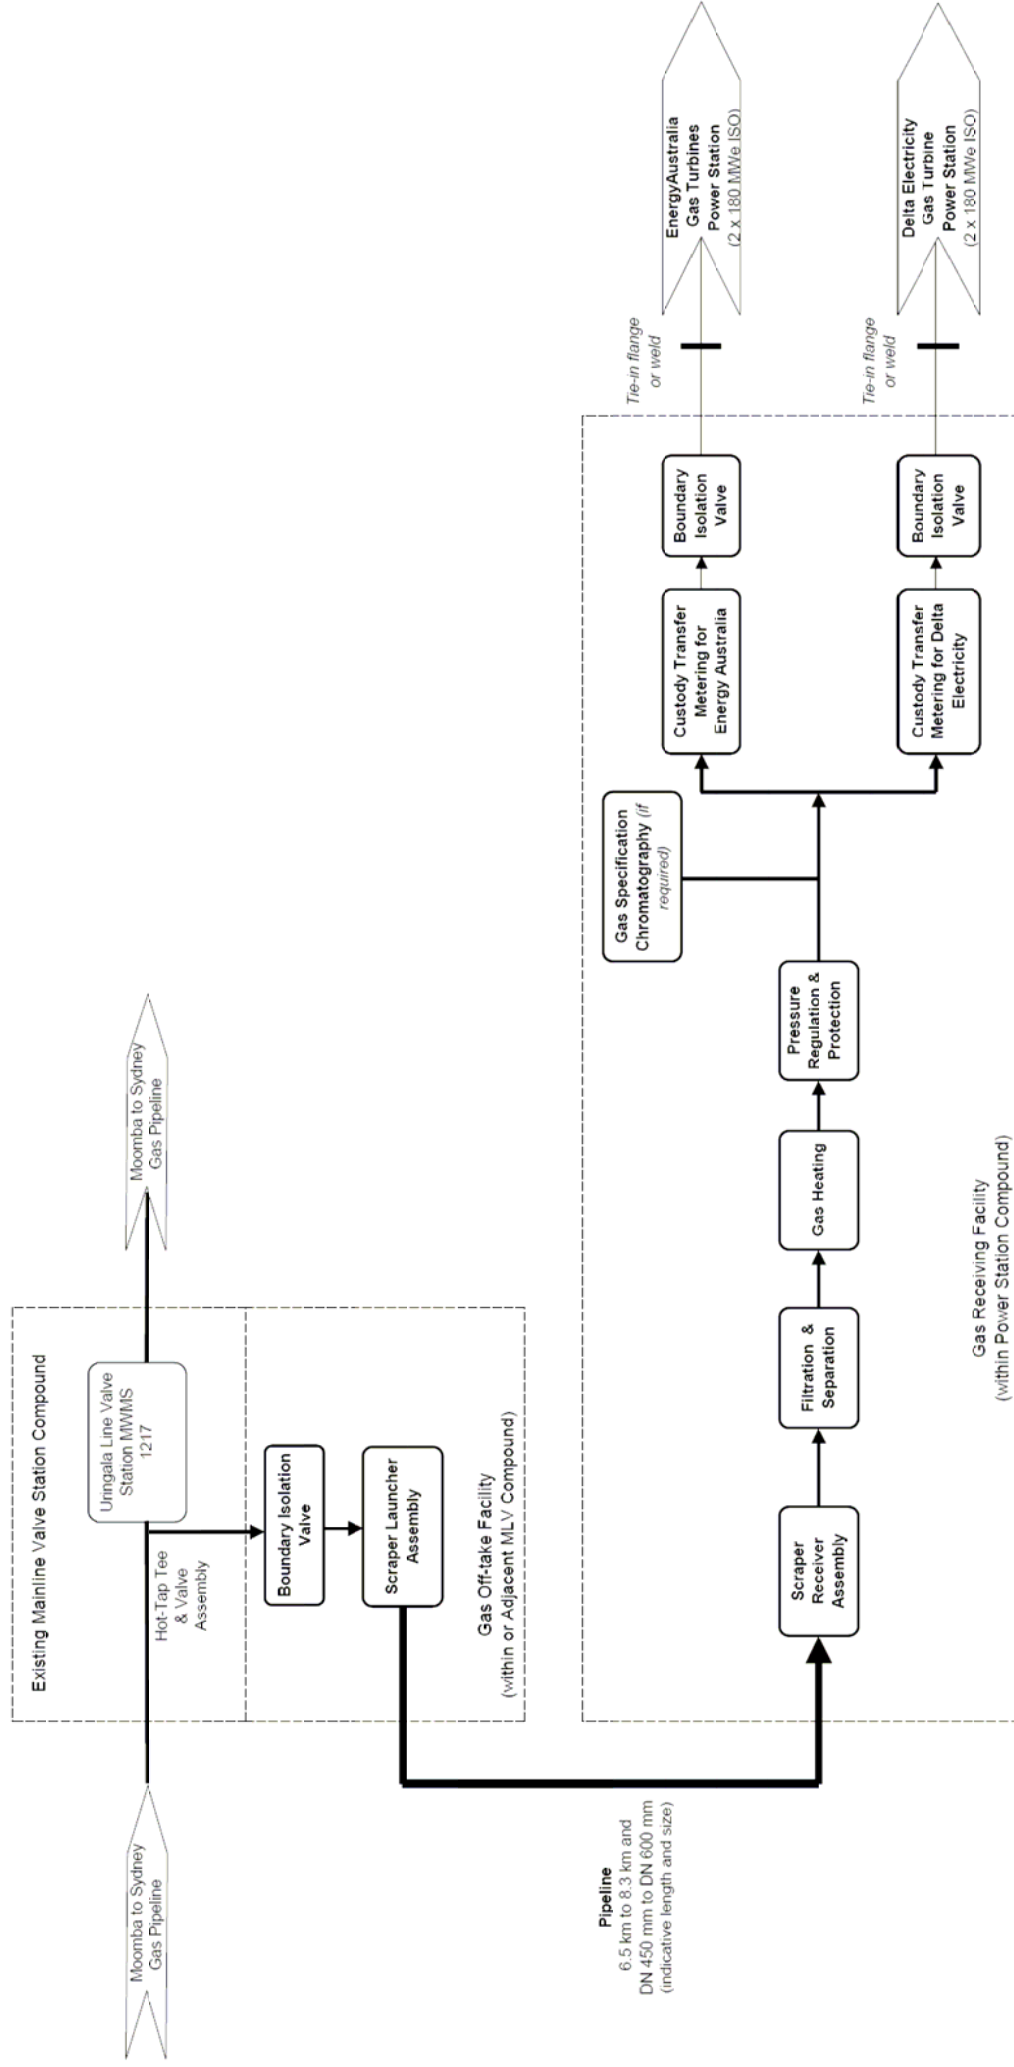 Moomba to Sydney
Gas Pipeline
Existing Mainline Valve Station Compound
Hot-Tap Tee
& Valve
Assembly
Uringala Line Valve
Station MWMS
1217
Moomba to Sydney
Gas Pipeline
Boundary Isolation
Valve
Scraper Launcher
Assembly
Gas Off-take Facility
(within or Adjacent MLV Compound)
Pipeline
6.5 km to 8.3 km and
DN 450 mm to DN 600 mm
(indicative length and size)
Scraper
Receiver
Assembly
Filtration &
Separation
Gas Heating
Pressure
Regulation &
Protection
Gas Specification
Chromatography (if
required)
Custody Transfer
Metering for
Energy Australia
Boundary
Isolation
Valve
Tie-in flange
or weld
EnergyAustralia
Gas Turbines
Power Station
(2 x 180 MWe ISO)
Custody Transfer
Metering for Delta
Electricity
Boundary
Isolation
Valve
Tie-in flange
or weld
Delta Electricity
Gas Turbine
Power Station
(2 x 180 MWe ISO)
Gas Receiving Facility
(within Power Station Compound)